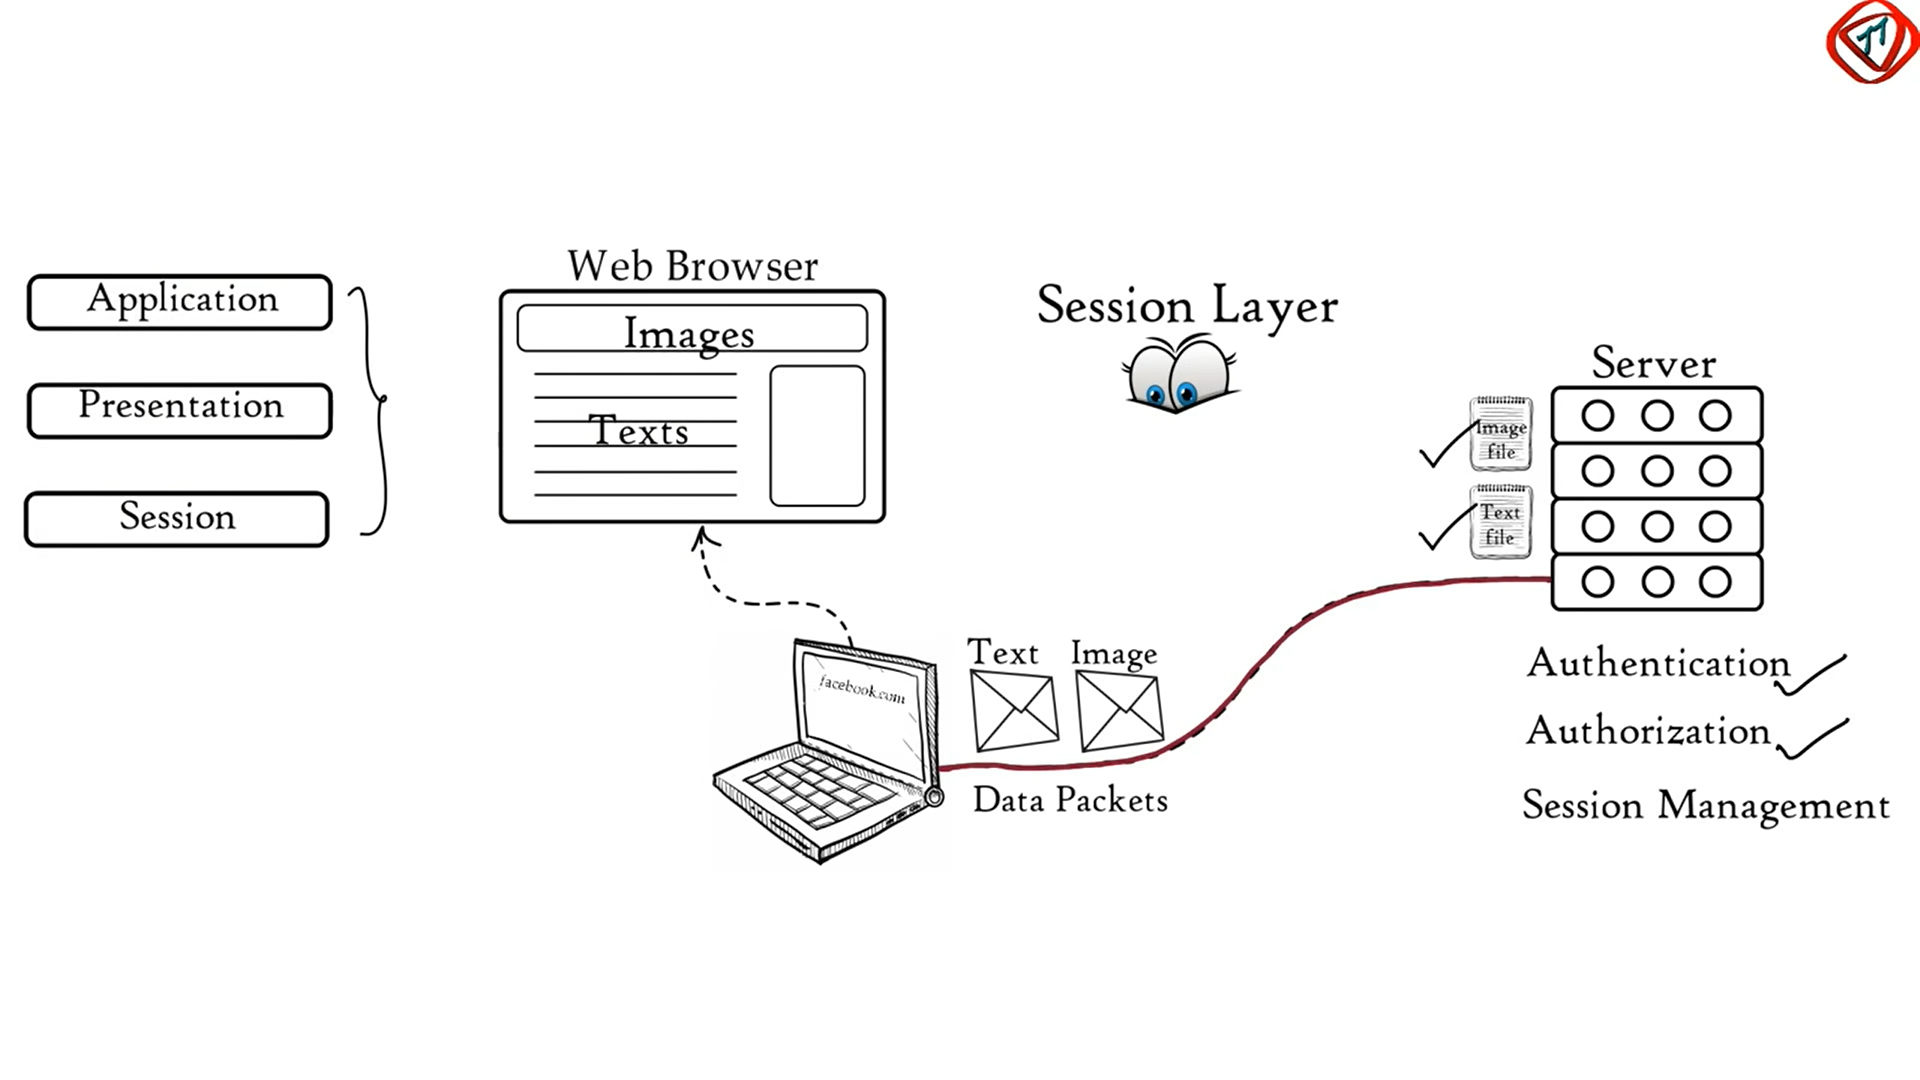 Application
Presentation
Session
Web Browser
Images
Texts
facebook.com
Session Layer
Text
Image
Data Packets
Server
Image
file
Text
file
Authentication
Authorization
Session Management